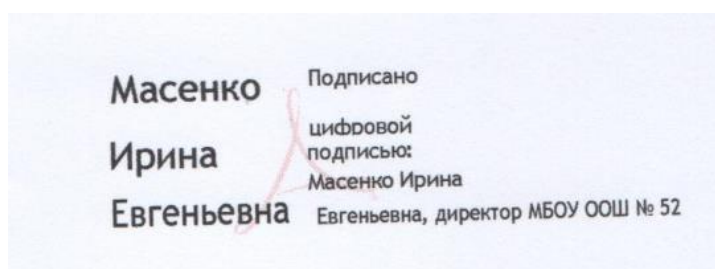 Масенко
Ирина
Евгеньевна
Подписано
цифровой
подписью:
Масенко Ирина
Евгеньевна, директор МБОУ ООШ № 52